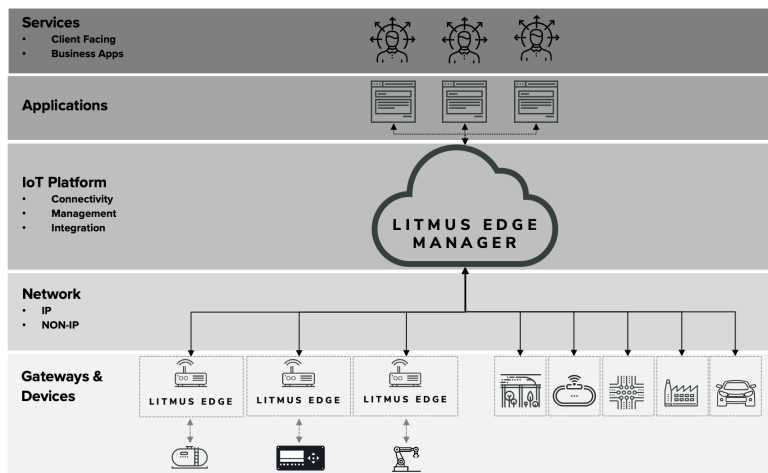 Services
• Client Facing
• Business Apps
Applications
IoT Platform
• Connectivity
• Management
• Integration
LITMUS EDGE
MANAGER
Network
• IP
• NON-IP
Gateways &
Devices
LITMUS EDGE
LITMUS EDGE
LITMUS EDGE